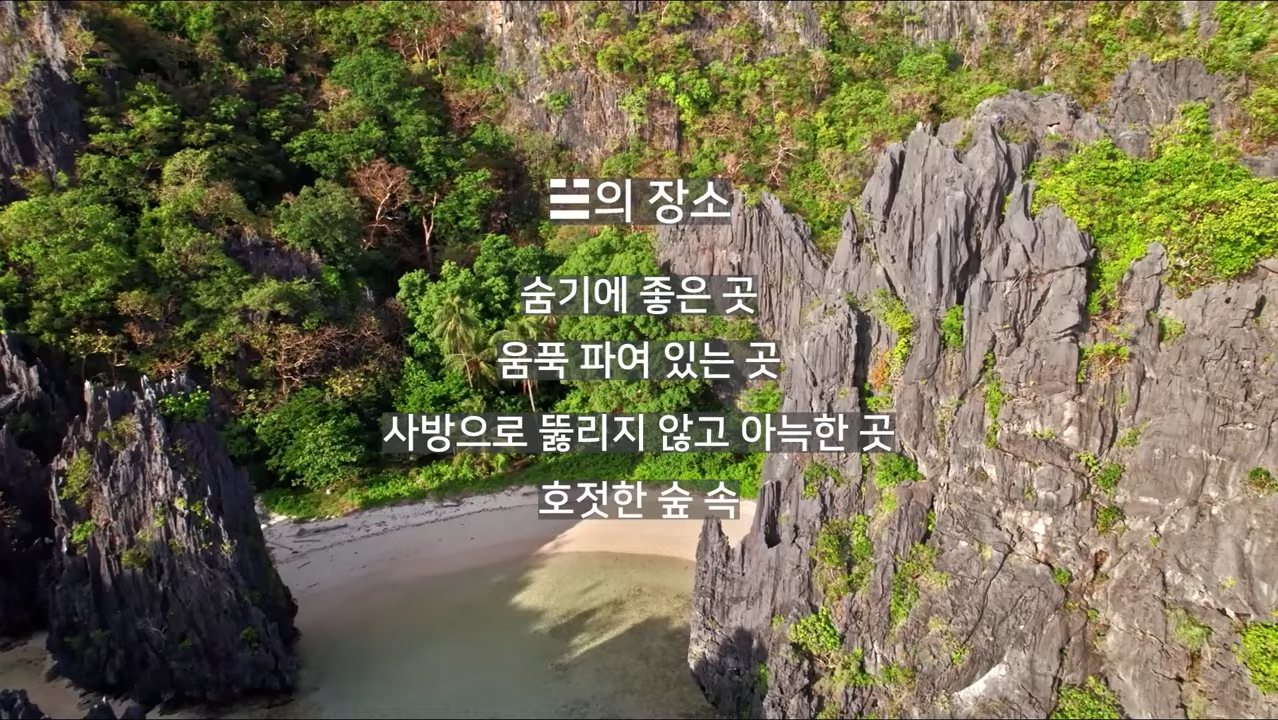 ☱의 장소
숨기에 좋은 곳
움푹 파여 있는 곳
사방으로 뚫리지 않고 아늑한 곳
호젓한 숲 속